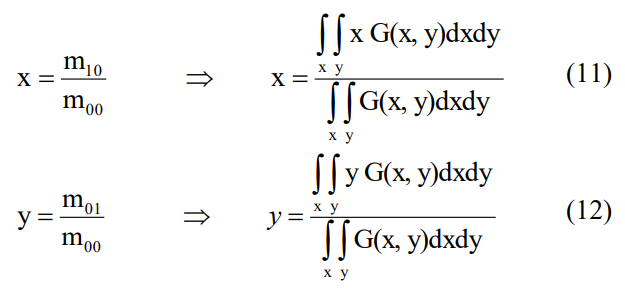 x = m₁₀ / m₀₀ ⇒ x = ∫∫ x G(x, y)dxdy / ∫∫ G(x, y)dxdy (11)
x y
x y
y = m₀₁ / m₀₀ ⇒ y = ∫∫ y G(x, y)dxdy / ∫∫ G(x, y)dxdy (12)
x y
x y